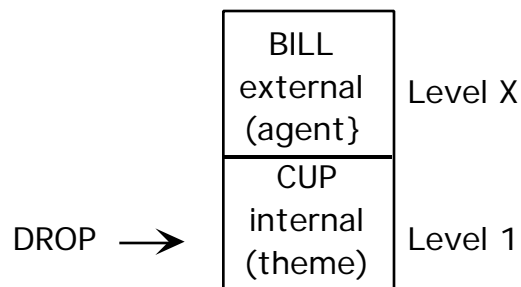 BILL
external
(agent}
Level X
CUP
internal
(theme)
DROP
Level 1